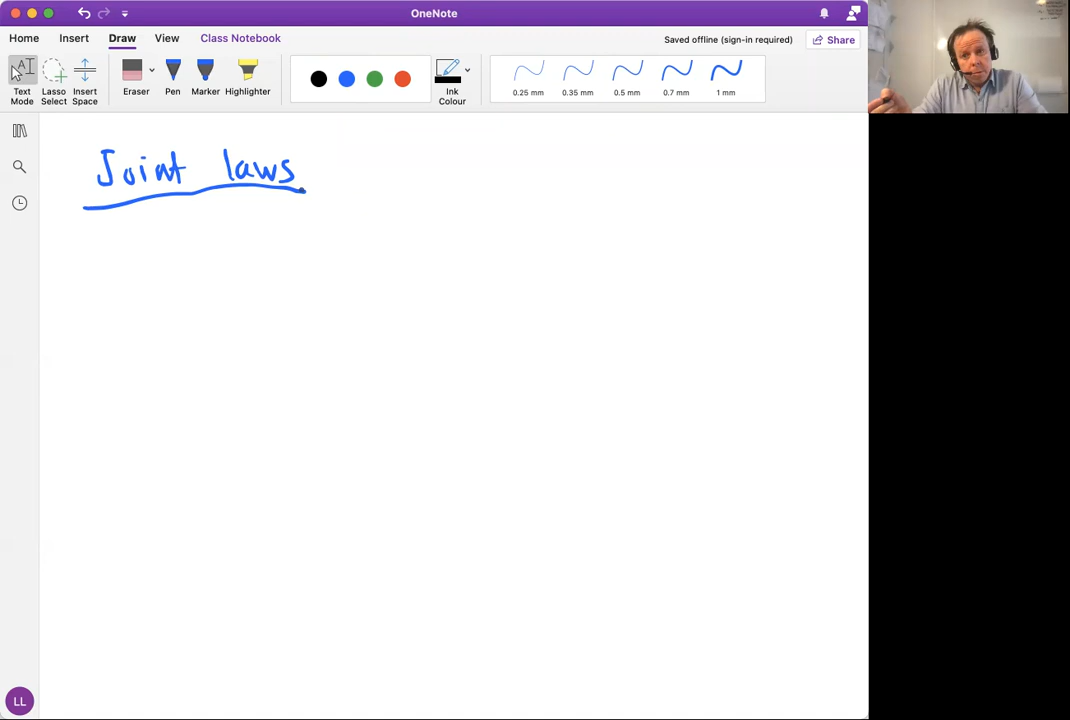 OneNote
Home Insert Draw View Class Notebook
Saved offline (sign-in required) Share
Text Mode
Lasso Select
Insert Space
Eraser
Pen
Marker
Highlighter
Ink Colour
0.25 mm 0.35 mm 0.5 mm 0.7 mm 1 mm
Joint laws
LL